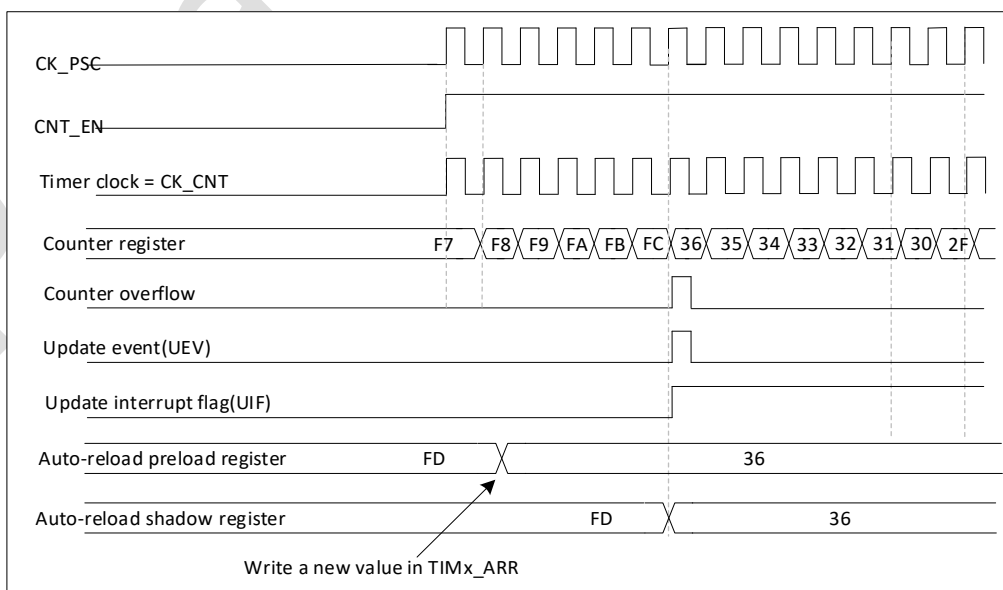 CK_PSC
CNT_EN
Timer clock = CK_CNT
Counter register F7 F8 F9 FA FB FC 36 35 34 33 32 31 30 2F
Counter overflow
Update event(UEV)
Update interrupt flag(UIF)
Auto-reload preload register FD 36
Auto-reload shadow register FD 36
Write a new value in TIMx_ARR